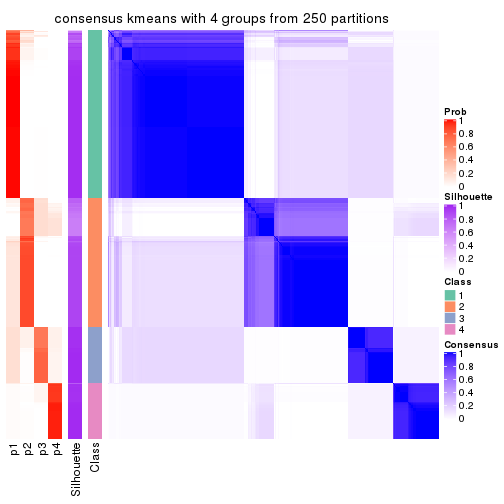 consensus kmeans with 4 groups from 250 partitions
Prob
1
0.8
0.6
0.4
0.2
0
Silhouette
1
0.8
0.6
0.4
0.2
0
Class
1
2
3
4
Consensus
1
0.8
0.6
0.4
0.2
0
p1
p2
p3
p4
Silhouette
Class